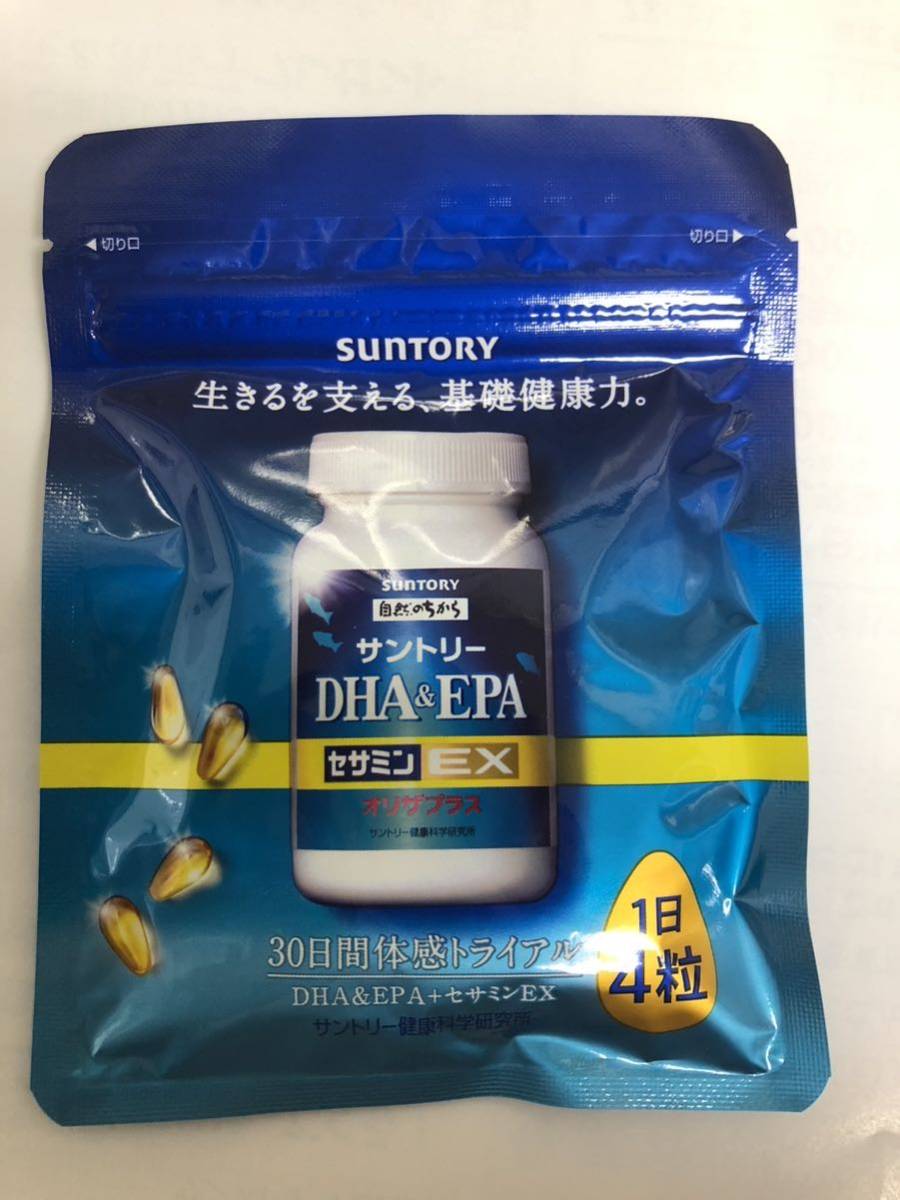 ◀切り口
切り口▶
SUNTORY
生きるを支える、基礎健康力。
SUNTORY
自然のちから
サントリー
DHA&EPA
セサミンEX
オリザプラス
サントリー健康科学研究所
1日
4粒
30日間体感トライアル
DHA&EPA+セサミンEX
サントリー健康科学研究所